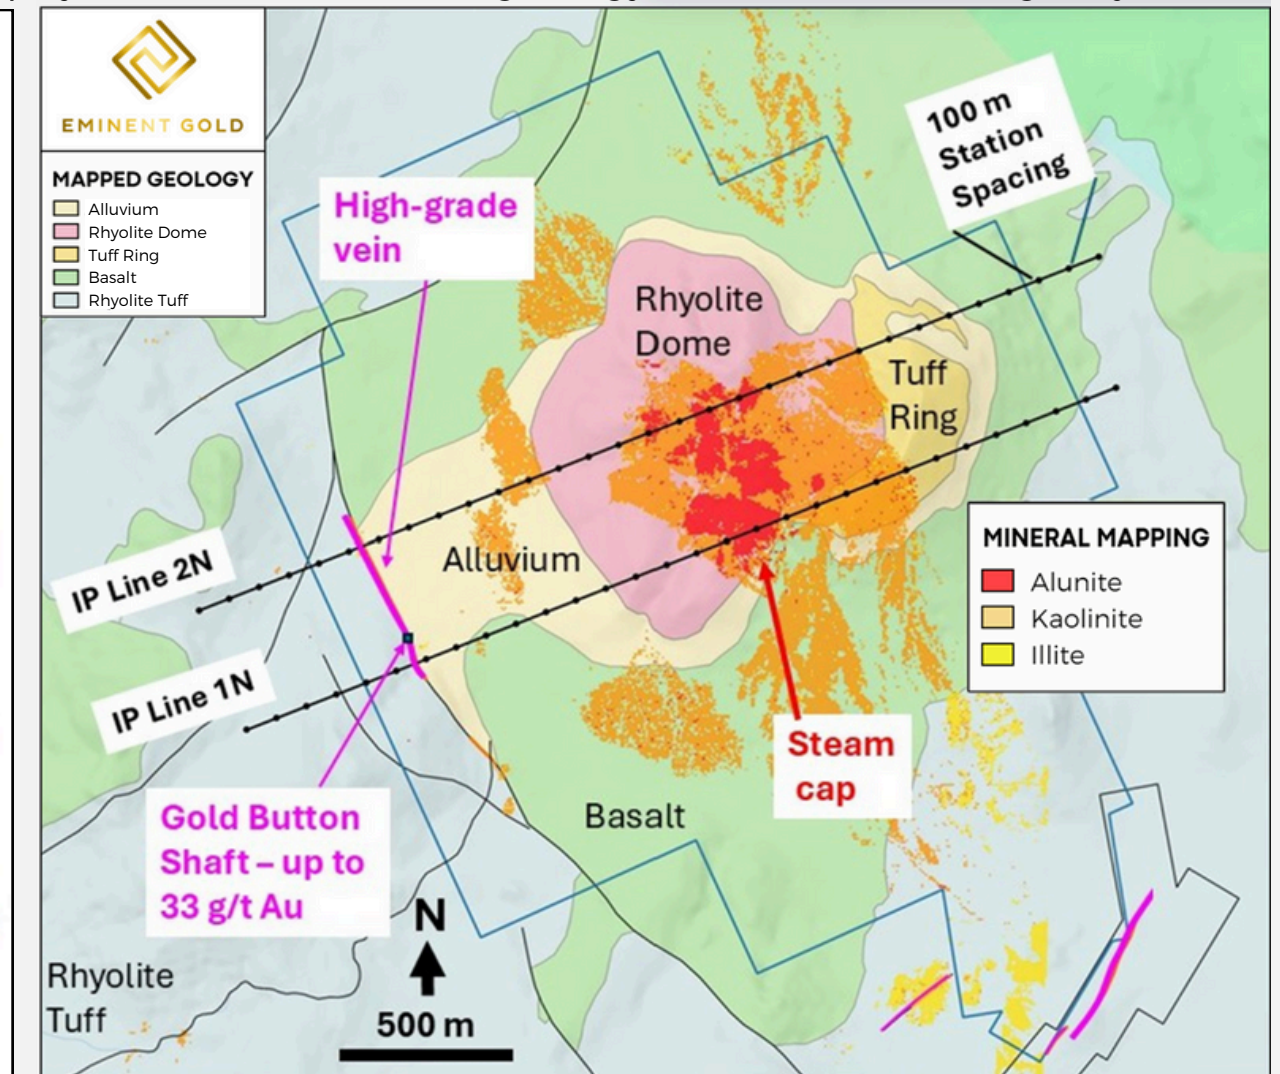 EMINENT GOLD
MAPPED GEOLOGY
Alluvium
Rhyolite Dome
Tuff Ring
Basalt
Rhyolite Tuff
High-grade
vein
100 m
Station
Spacing
Rhyolite
Dome
Tuff
Ring
Alluvium
IP Line 2N
IP Line 1N
MINERAL MAPPING
Alunite
Kaolinite
Illite
Steam
cap
Basalt
Gold Button
Shaft – up to
33 g/t Au
N
500 m
Rhyolite
Tuff